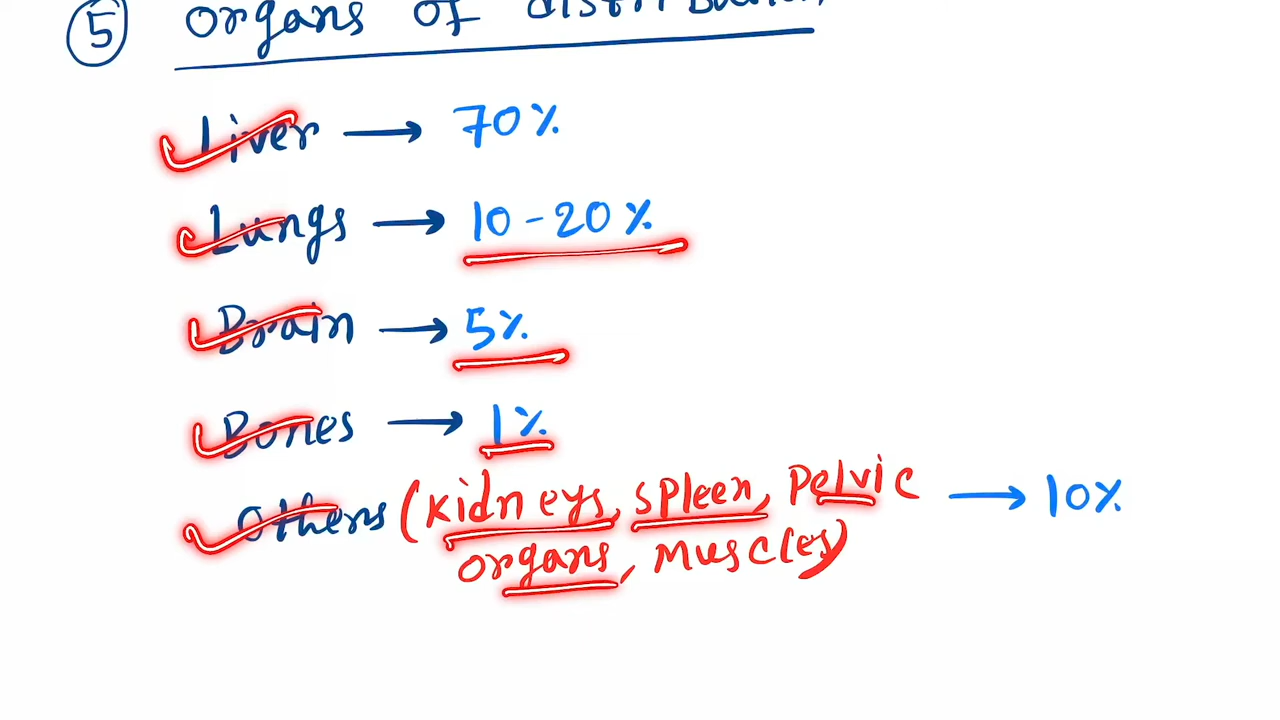 5 Organs of distribution
Liver → 70%
Lungs → 10-20%
Brain → 5%
Bones → 1%
Others (kidneys, spleen, Pelvic → 10%
organs, Muscles)